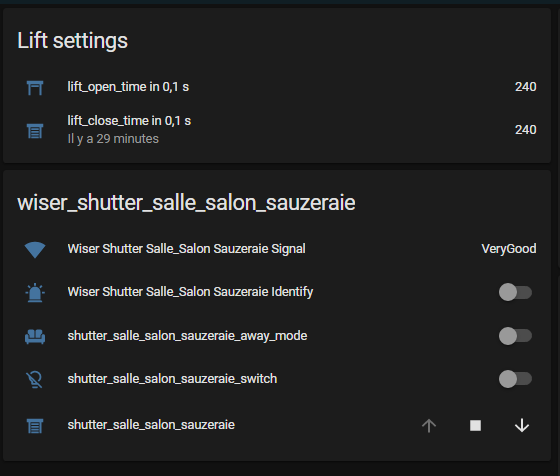 Lift settings
lift_open_time in 0,1 s 240
lift_close_time in 0,1 s 240
Il y a 29 minutes
wiser_shutter_salle_salon_sauzeraie
Wiser Shutter Salle_Salon Sauzeraie Signal VeryGood
Wiser Shutter Salle_Salon Sauzeraie Identify
shutter_salle_salon_sauzeraie_away_mode
shutter_salle_salon_sauzeraie_switch
shutter_salle_salon_sauzeraie